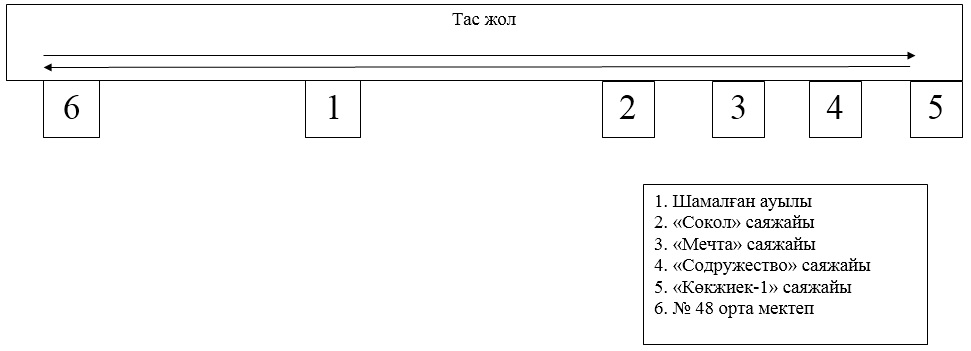 Тас жол
6 1 2 3 4 5
1. Шамалған ауылы
2. «Сокол» саяжайы
3. «Мечта» саяжайы
4. «Содружество» саяжайы
5. «Көкжиек-1» саяжайы
6. № 48 орта мектеп